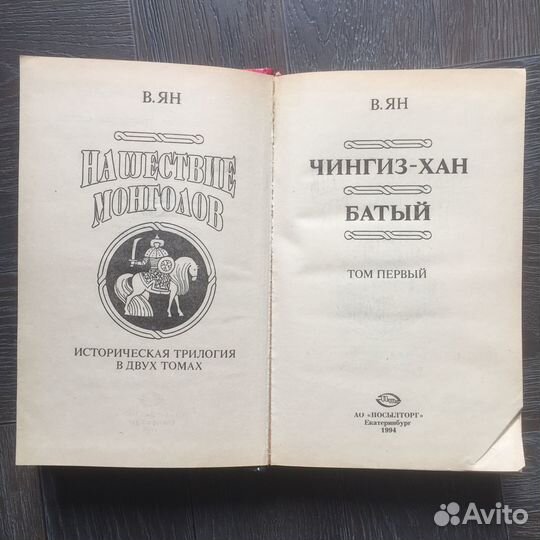 В. ЯН
НАШЕСТВИЕ
МОНГОЛОВ
ИСТОРИЧЕСКАЯ ТРИЛОГИЯ
В ДВУХ ТОМАХ
В. ЯН
ЧИНГИЗ-ХАН
БАТЫЙ
ТОМ ПЕРВЫЙ
АО «ПОСЫЛТОРГ»
Екатеринбург
1994
Avito